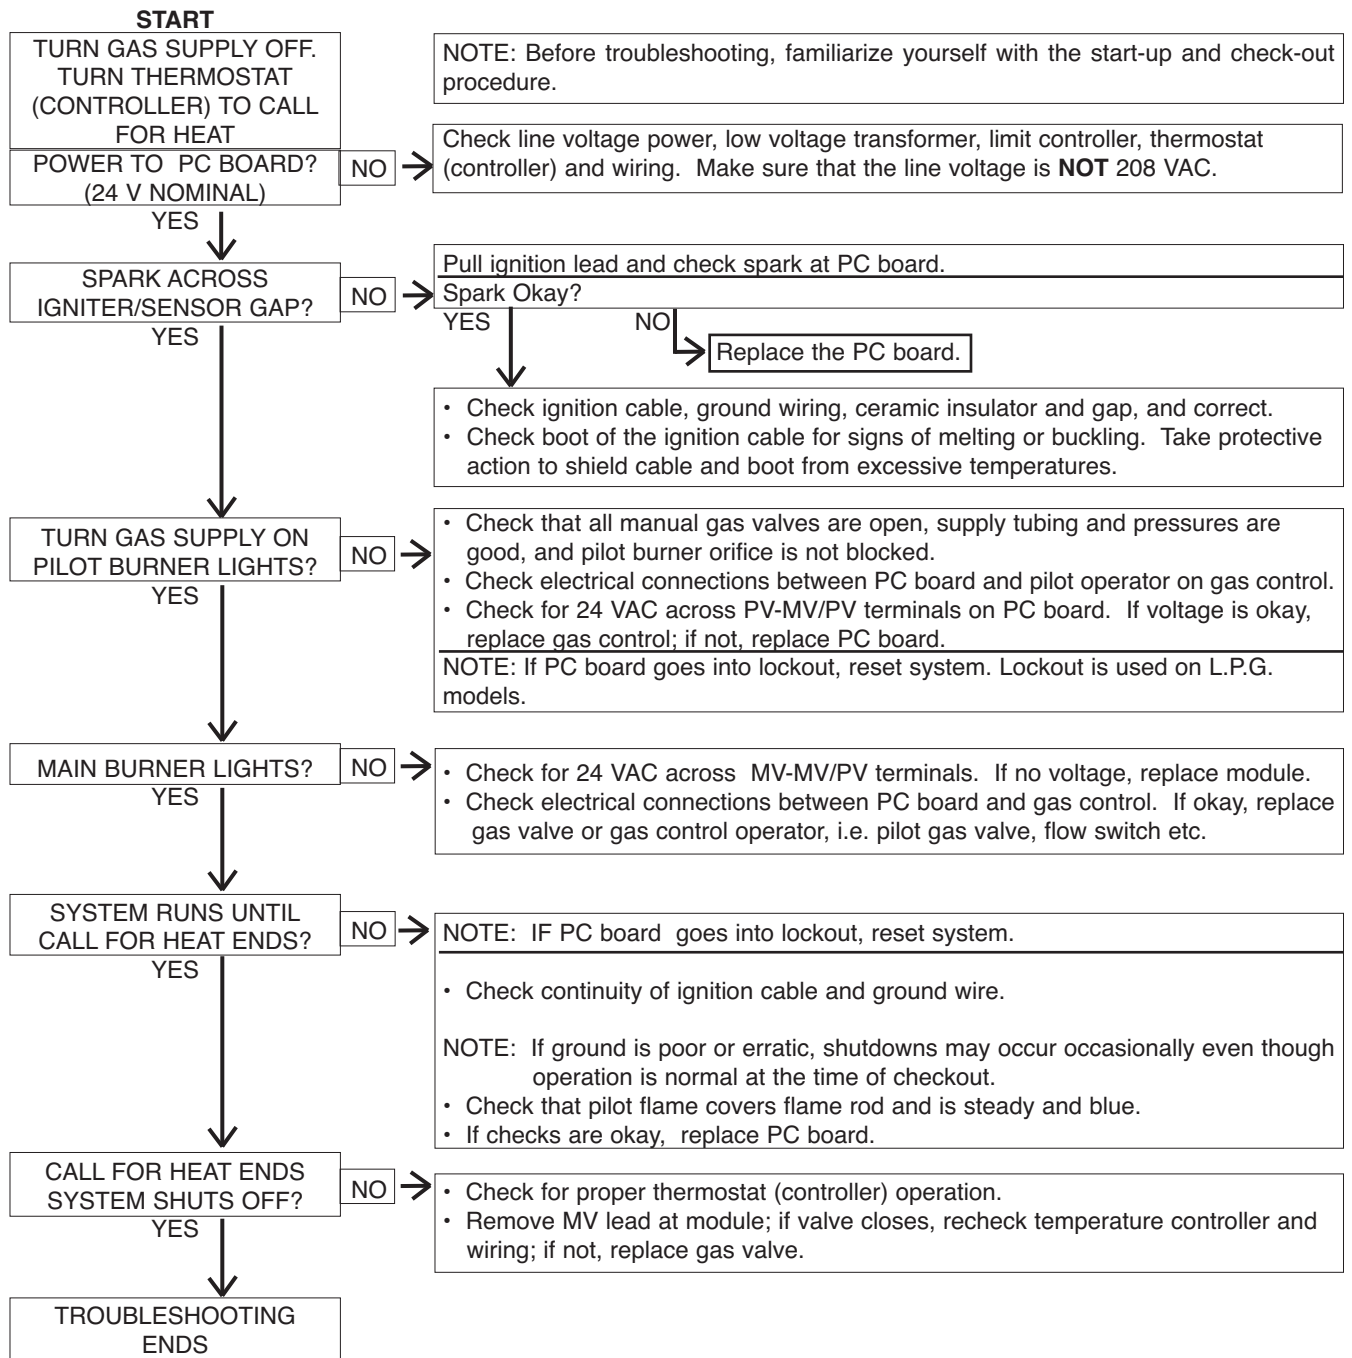 START
TURN GAS SUPPLY OFF.
TURN THERMOSTAT
(CONTROLLER) TO CALL
FOR HEAT
NOTE: Before troubleshooting, familiarize yourself with the start-up and check-out
procedure.
POWER TO PC BOARD?
(24 V NOMINAL)
NO
Check line voltage power, low voltage transformer, limit controller, thermostat
(controller) and wiring. Make sure that the line voltage is NOT 208 VAC.
YES
SPARK ACROSS
IGNITER/SENSOR GAP?
NO
Pull ignition lead and check spark at PC board.
Spark Okay?
YES
NO
Replace the PC board.
• Check ignition cable, ground wiring, ceramic insulator and gap, and correct.
• Check boot of the ignition cable for signs of melting or buckling. Take protective
action to shield cable and boot from excessive temperatures.
YES
TURN GAS SUPPLY ON
PILOT BURNER LIGHTS?
NO
• Check that all manual gas valves are open, supply tubing and pressures are
good, and pilot burner orifice is not blocked.
• Check electrical connections between PC board and pilot operator on gas control.
• Check for 24 VAC across PV-MV/PV terminals on PC board. If voltage is okay,
replace gas control; if not, replace PC board.
NOTE: If PC board goes into lockout, reset system. Lockout is used on L.P.G.
models.
YES
MAIN BURNER LIGHTS?
NO
• Check for 24 VAC across MV-MV/PV terminals. If no voltage, replace module.
• Check electrical connections between PC board and gas control. If okay, replace
gas valve or gas control operator, i.e. pilot gas valve, flow switch etc.
YES
SYSTEM RUNS UNTIL
CALL FOR HEAT ENDS?
NO
NOTE: IF PC board goes into lockout, reset system.
• Check continuity of ignition cable and ground wire.
NOTE: If ground is poor or erratic, shutdowns may occur occasionally even though
operation is normal at the time of checkout.
• Check that pilot flame covers flame rod and is steady and blue.
• If checks are okay, replace PC board.
YES
CALL FOR HEAT ENDS
SYSTEM SHUTS OFF?
NO
• Check for proper thermostat (controller) operation.
• Remove MV lead at module; if valve closes, recheck temperature controller and
wiring; if not, replace gas valve.
YES
TROUBLESHOOTING
ENDS